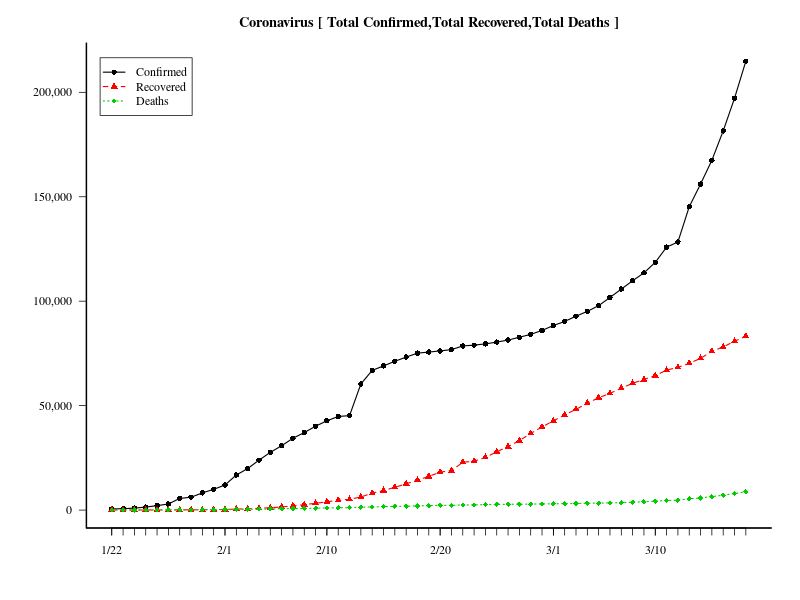 Coronavirus [ Total Confirmed,Total Recovered,Total Deaths ]
Confirmed
Recovered
Deaths
200,000
150,000
100,000
50,000
0
1/22 2/1 2/10 2/20 3/1 3/10